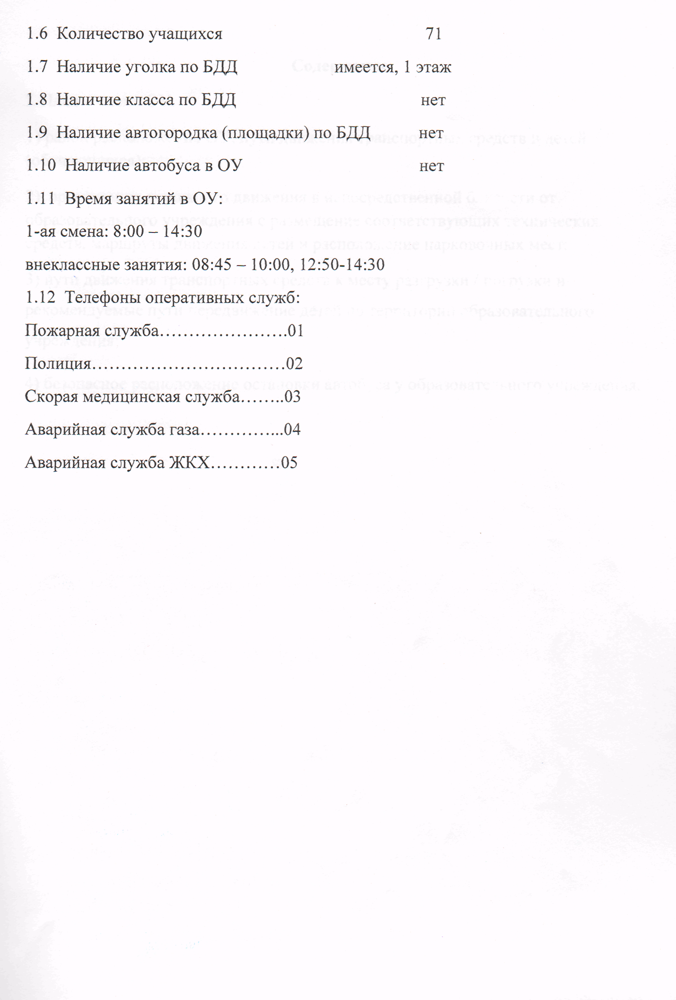 1.6 Количество учащихся 71
1.7 Наличие уголка по БДД имеется, 1 этаж
1.8 Наличие класса по БДД нет
1.9 Наличие автогородка (площадки) по БДД нет
1.10 Наличие автобуса в ОУ нет
1.11 Время занятий в ОУ:
1-ая смена: 8:00 – 14:30
внеклассные занятия: 08:45 – 10:00, 12:50-14:30
1.12 Телефоны оперативных служб:
Пожарная служба………………….01
Полиция……………………………02
Скорая медицинская служба……..03
Аварийная служба газа…………...04
Аварийная служба ЖКХ…………05